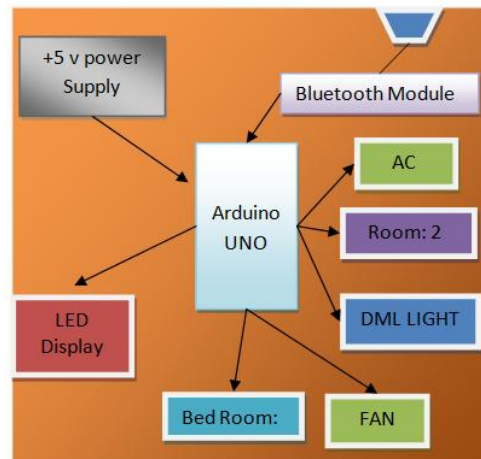 +5 v power
Supply
Bluetooth Module
AC
Arduino
UNO
Room: 2
LED
Display
DML LIGHT
Bed Room:
FAN